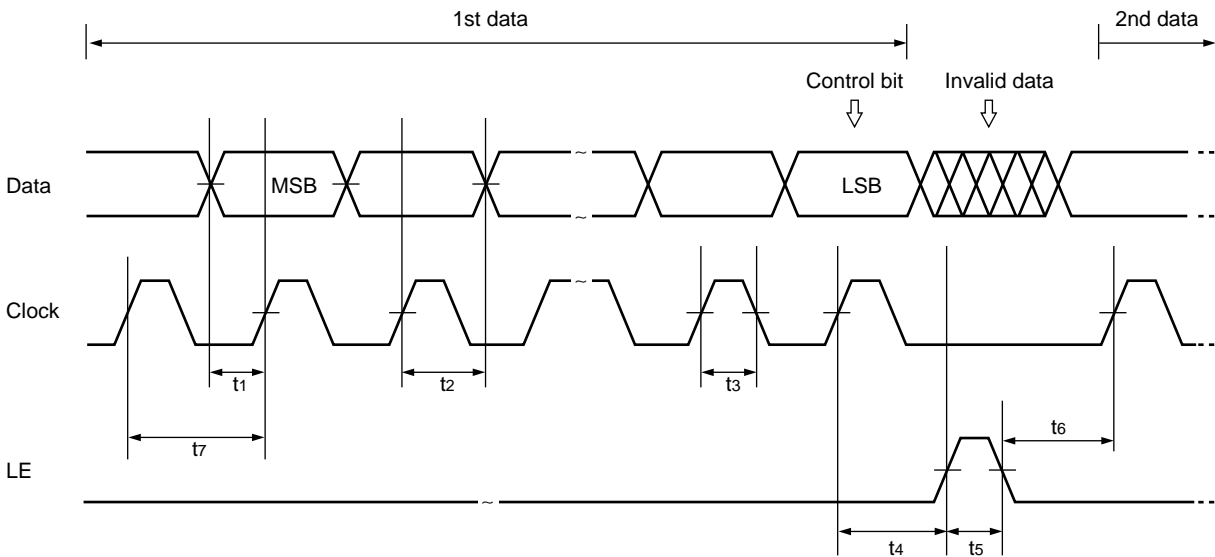 1st data
2nd data
Control bit
Invalid data
Data
MSB
LSB
Clock
t1
t2
t3
t7
t6
LE
t4
t5